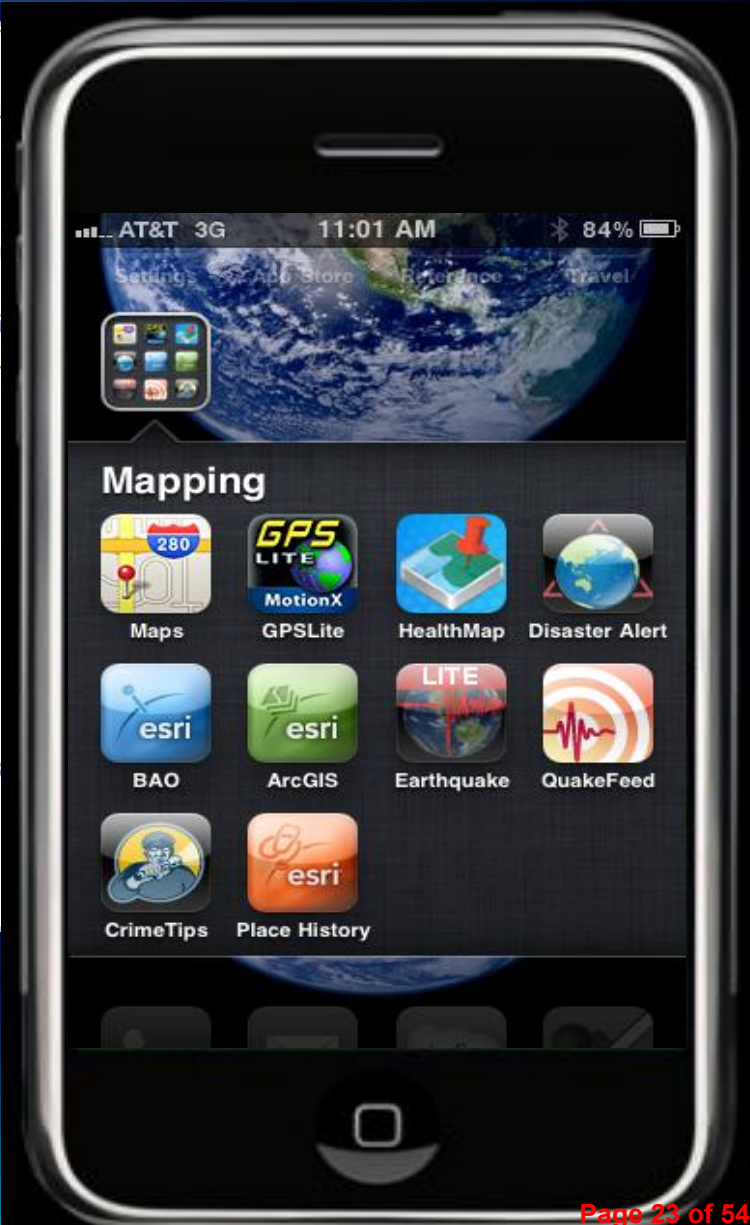 AT&T 3G 11:01 AM 84%
Settings App Store Reference Travel
Mapping
280
GPS
LITE
MotionX
Maps GPSLite HealthMap Disaster Alert
esri esri LITE
BAO ArcGIS Earthquake QuakeFeed
esri
CrimeTips Place History
Page 23 of 54